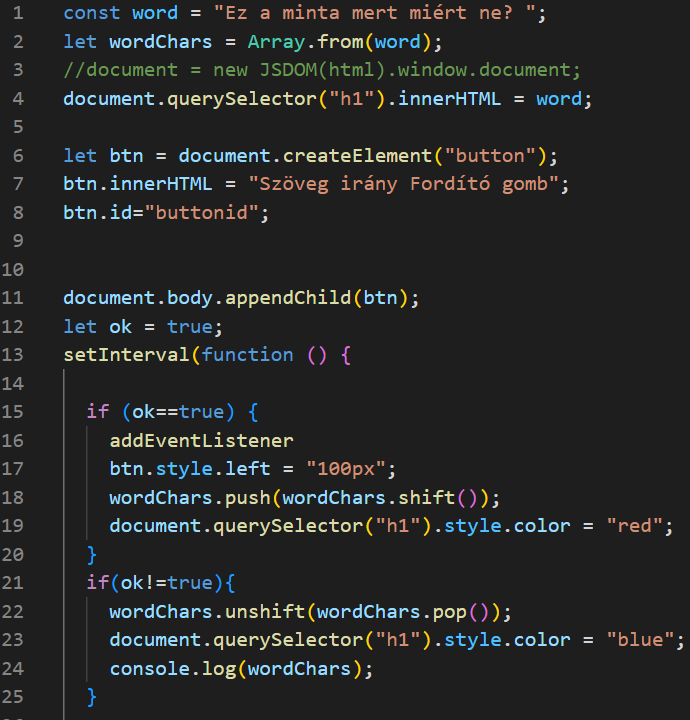 1 const word = "Ez a minta mert miért ne? ";
2 let wordChars = Array.from(word);
3 //document = new JSDOM(html).window.document;
4 document.querySelector("h1").innerHTML = word;
5
6 let btn = document.createElement("button");
7 btn.innerHTML = "Szöveg irány Fordító gomb";
8 btn.id="buttonid";
9
10
11 document.body.appendChild(btn);
12 let ok = true;
13 setInterval(function () {
14
15   if (ok==true) {
16     addEventListener
17     btn.style.left = "100px";
18     wordChars.push(wordChars.shift());
19     document.querySelector("h1").style.color = "red";
20   }
21   if(ok!=true){
22     wordChars.unshift(wordChars.pop());
23     document.querySelector("h1").style.color = "blue";
24     console.log(wordChars);
25   }